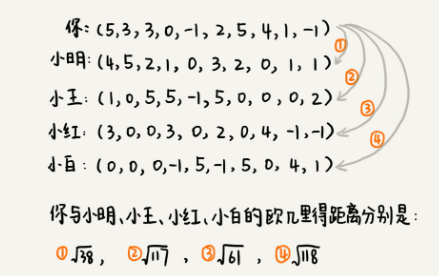 你: (5, 3, 3, 0, -1, 2, 5, 4, 1, -1)
小明: (4, 5, 2, 1, 0, 3, 2, 0, 1, 1) ①
小王: (1, 0, 5, 5, -1, 5, 0, 0, 0, 2) ②
小红: (3, 0, 0, 3, 0, 2, 0, 4, -1, -1) ③
小白: (0, 0, 0, -1, 5, -1, 5, 0, 4, 1) ④
你与小明、小王、小红、小白的欧几里得距离分别是:
①√38, ②√117, ③√61, ④√118